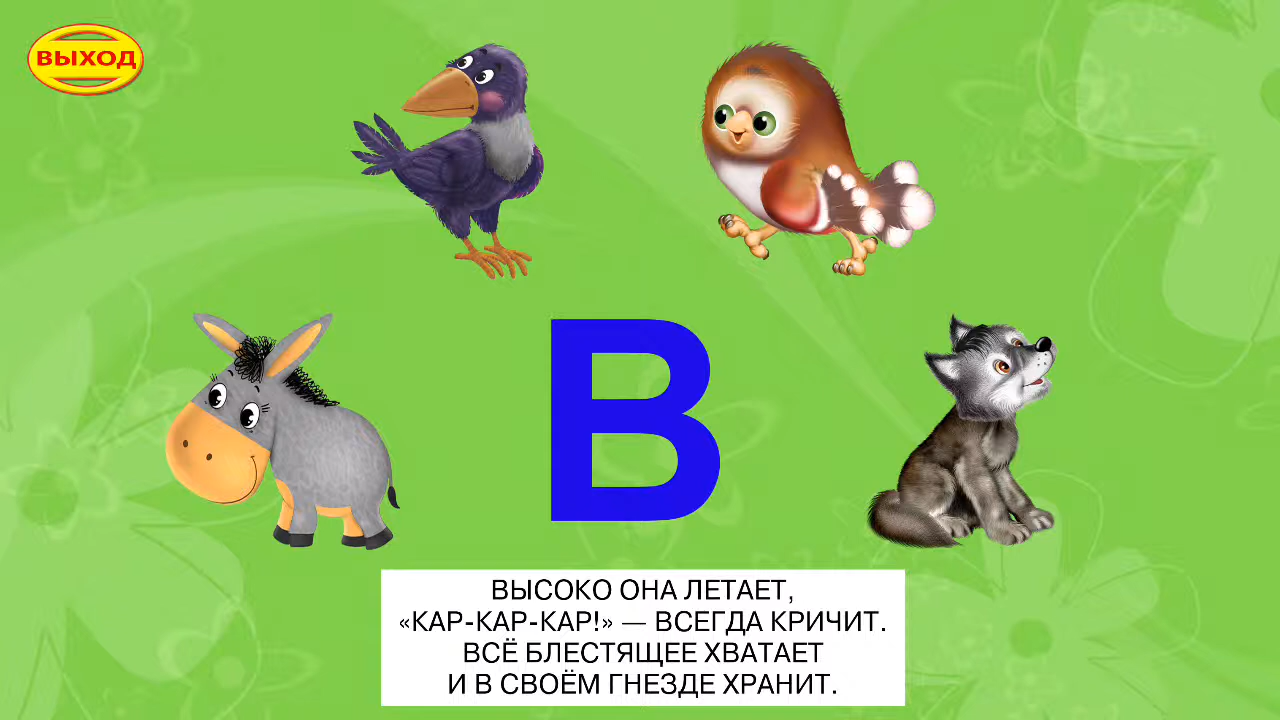 ВЫХОД
В
ВЫСОКО ОНА ЛЕТАЕТ,
«КАР-КАР-КАР!» — ВСЕГДА КРИЧИТ.
ВСЁ БЛЕСТЯЩЕЕ ХВАТАЕТ
И В СВОЁМ ГНЕЗДЕ ХРАНИТ.